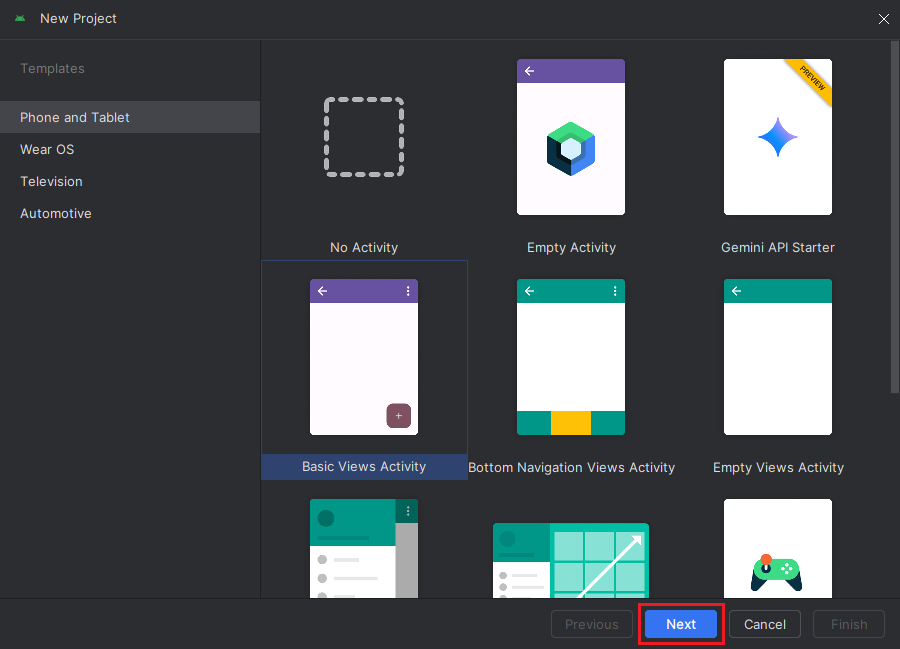 New Project
Templates
Phone and Tablet
Wear OS
Television
Automotive
No Activity
Empty Activity
PREVIEW
Gemini API Starter
Basic Views Activity
Bottom Navigation Views Activity
Empty Views Activity
Previous
Next
Cancel
Finish